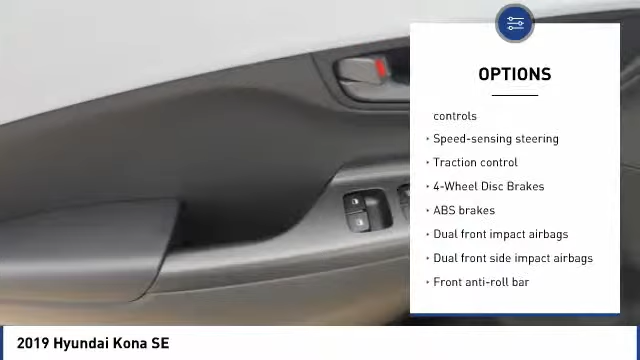 OPTIONS
controls
• Speed-sensing steering
• Traction control
• 4-Wheel Disc Brakes
• ABS brakes
• Dual front impact airbags
• Dual front side impact airbags
• Front anti-roll bar
2019 Hyundai Kona SE